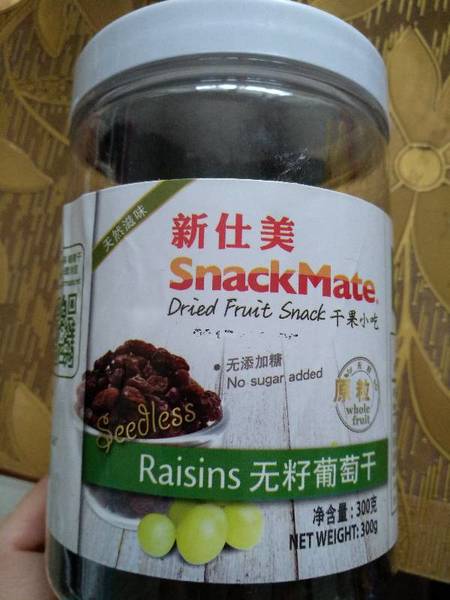 天然滋味
新仕美
SnackMate
Dried Fruit Snack 干果小吃
无添加糖
No sugar added
原粒
whole
fruit
Seedless
Raisins 无籽葡萄干
净含量：300克
NET WEIGHT: 300g